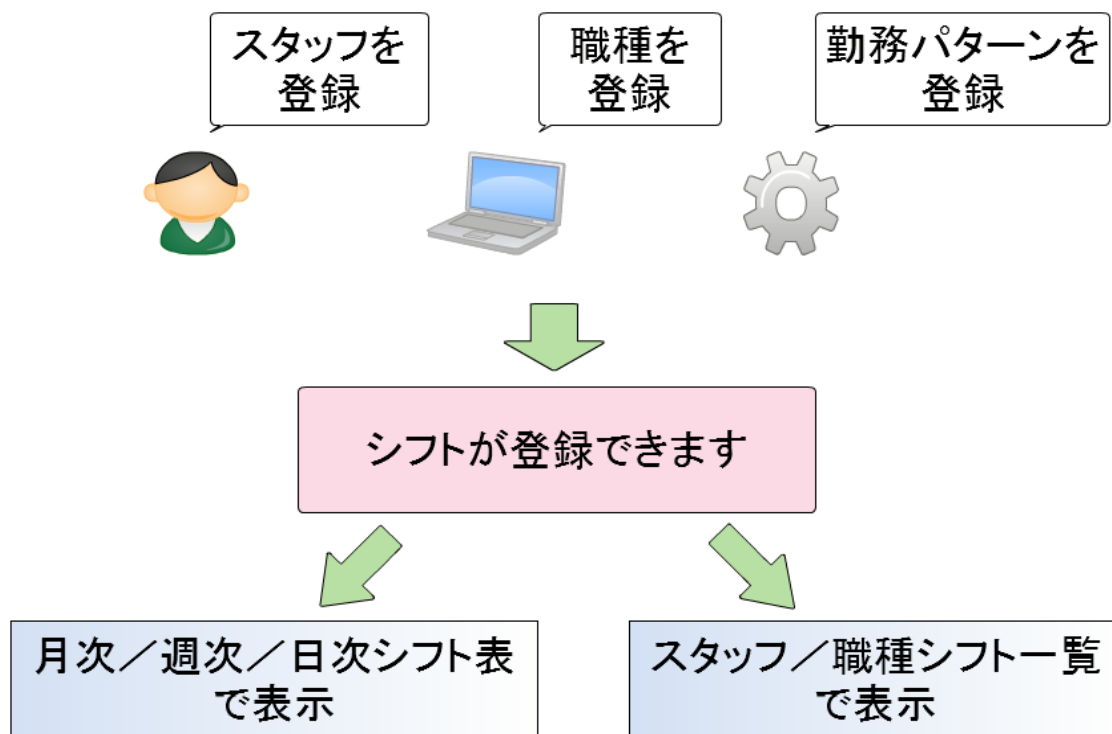 スタッフを
登録
職種を
登録
勤務パターンを
登録
シフトが登録できます
月次／週次／日次シフト表
で表示
スタッフ／職種シフト一覧
で表示